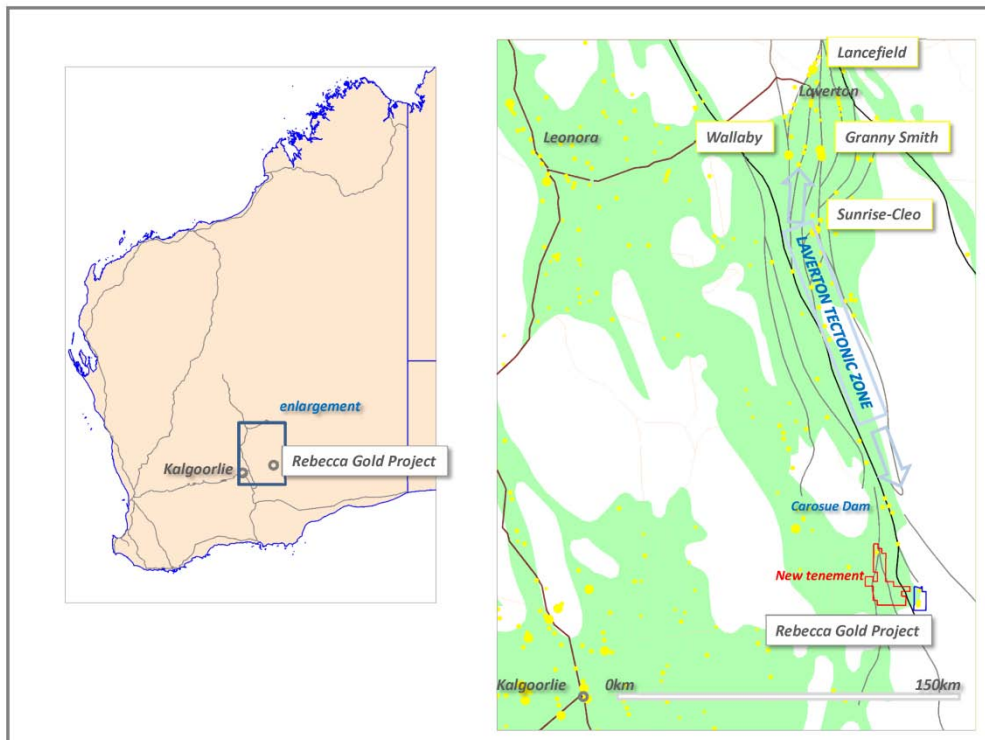 enlargement
Kalgoorlie
Rebecca Gold Project
Lancefield
Laverton
Leonora
Wallaby
Granny Smith
Sunrise-Cleo
LAVERTON TECTONIC ZONE
Carosue Dam
New tenement
Rebecca Gold Project
Kalgoorlie
0km
150km